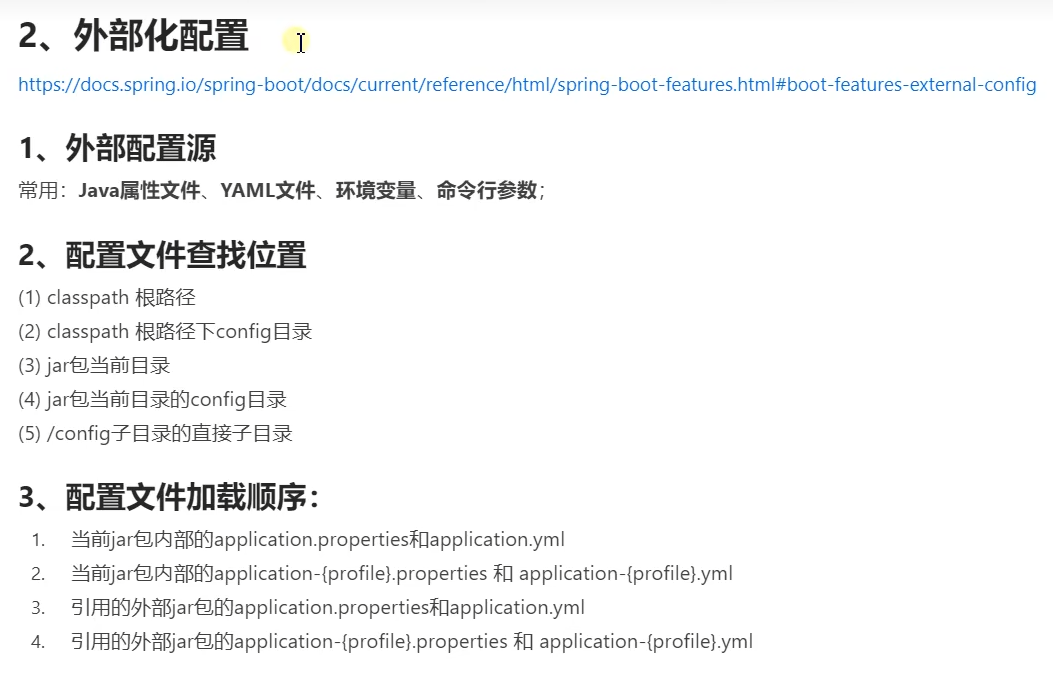 2、外部化配置
https://docs.spring.io/spring-boot/docs/current/reference/html/spring-boot-features.html#boot-features-external-config
1、外部配置源
常用：Java属性文件、YAML文件、环境变量、命令行参数；
2、配置文件查找位置
(1) classpath 根路径
(2) classpath 根路径下config目录
(3) jar包当前目录
(4) jar包当前目录的config目录
(5) /config子目录的直接子目录
3、配置文件加载顺序：
1. 当前jar包内部的application.properties和application.yml
2. 当前jar包内部的application-{profile}.properties 和 application-{profile}.yml
3. 引用的外部jar包的application.properties和application.yml
4. 引用的外部jar包的application-{profile}.properties 和 application-{profile}.yml